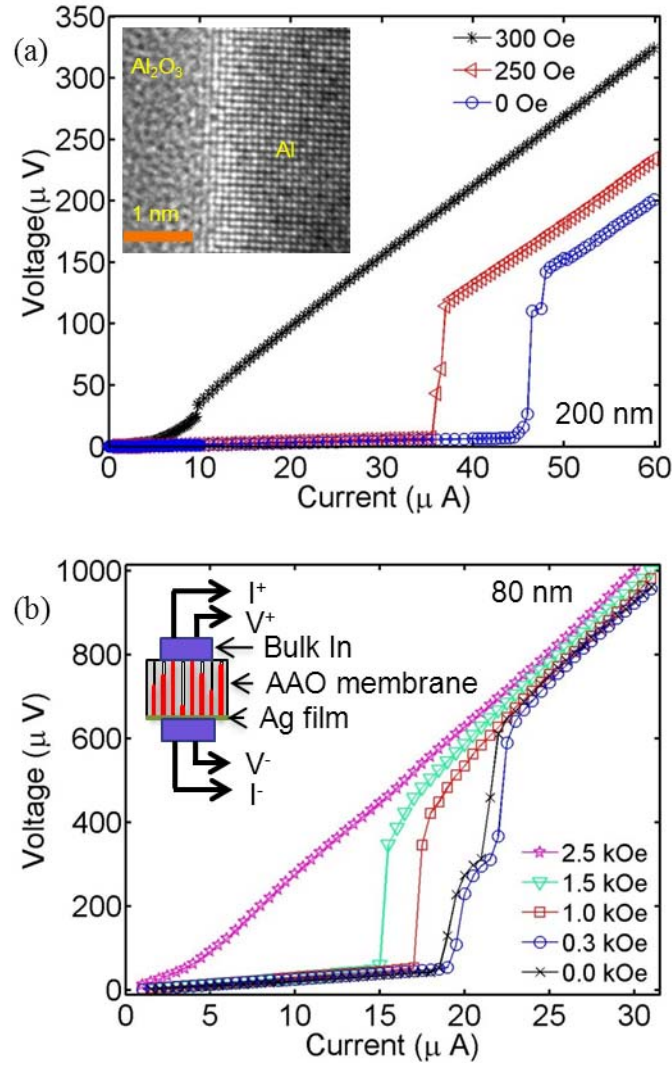 (a)
350
300
250
200
150
100
50
0
Voltage(μ V)
Al2O3
Al
1 nm
300 Oe
250 Oe
0 Oe
200 nm
0 10 20 30 40 50 60
Current (μ A)
(b)
1000
800
600
400
200
0
Voltage (μ V)
I+
V+
Bulk In
AAO membrane
Ag film
V-
I-
80 nm
2.5 kOe
1.5 kOe
1.0 kOe
0.3 kOe
0.0 kOe
0 5 10 15 20 25 30
Current (μ A)